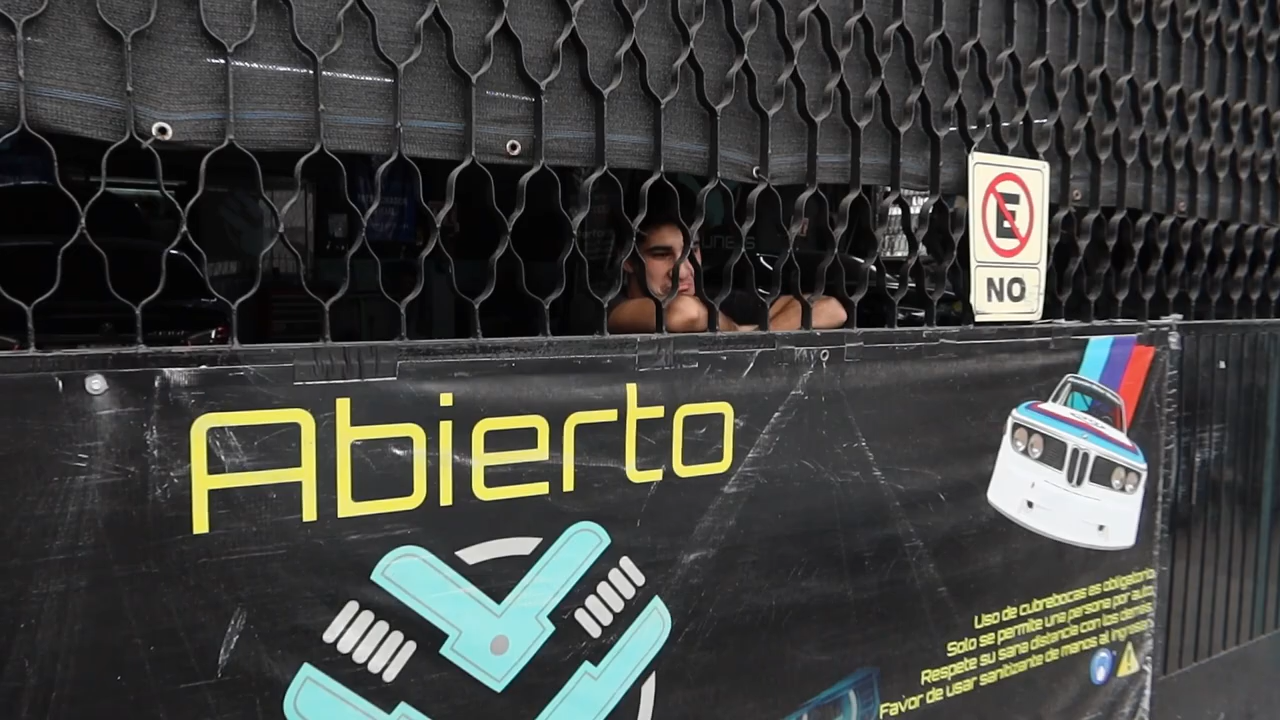 E
NO
Abierto
Uso de cubrebocas es obligatorio
Solo se permite una persona por auto
Respete su sana distancia con los demás
Favor de usar sanitizante de manos al ingresar